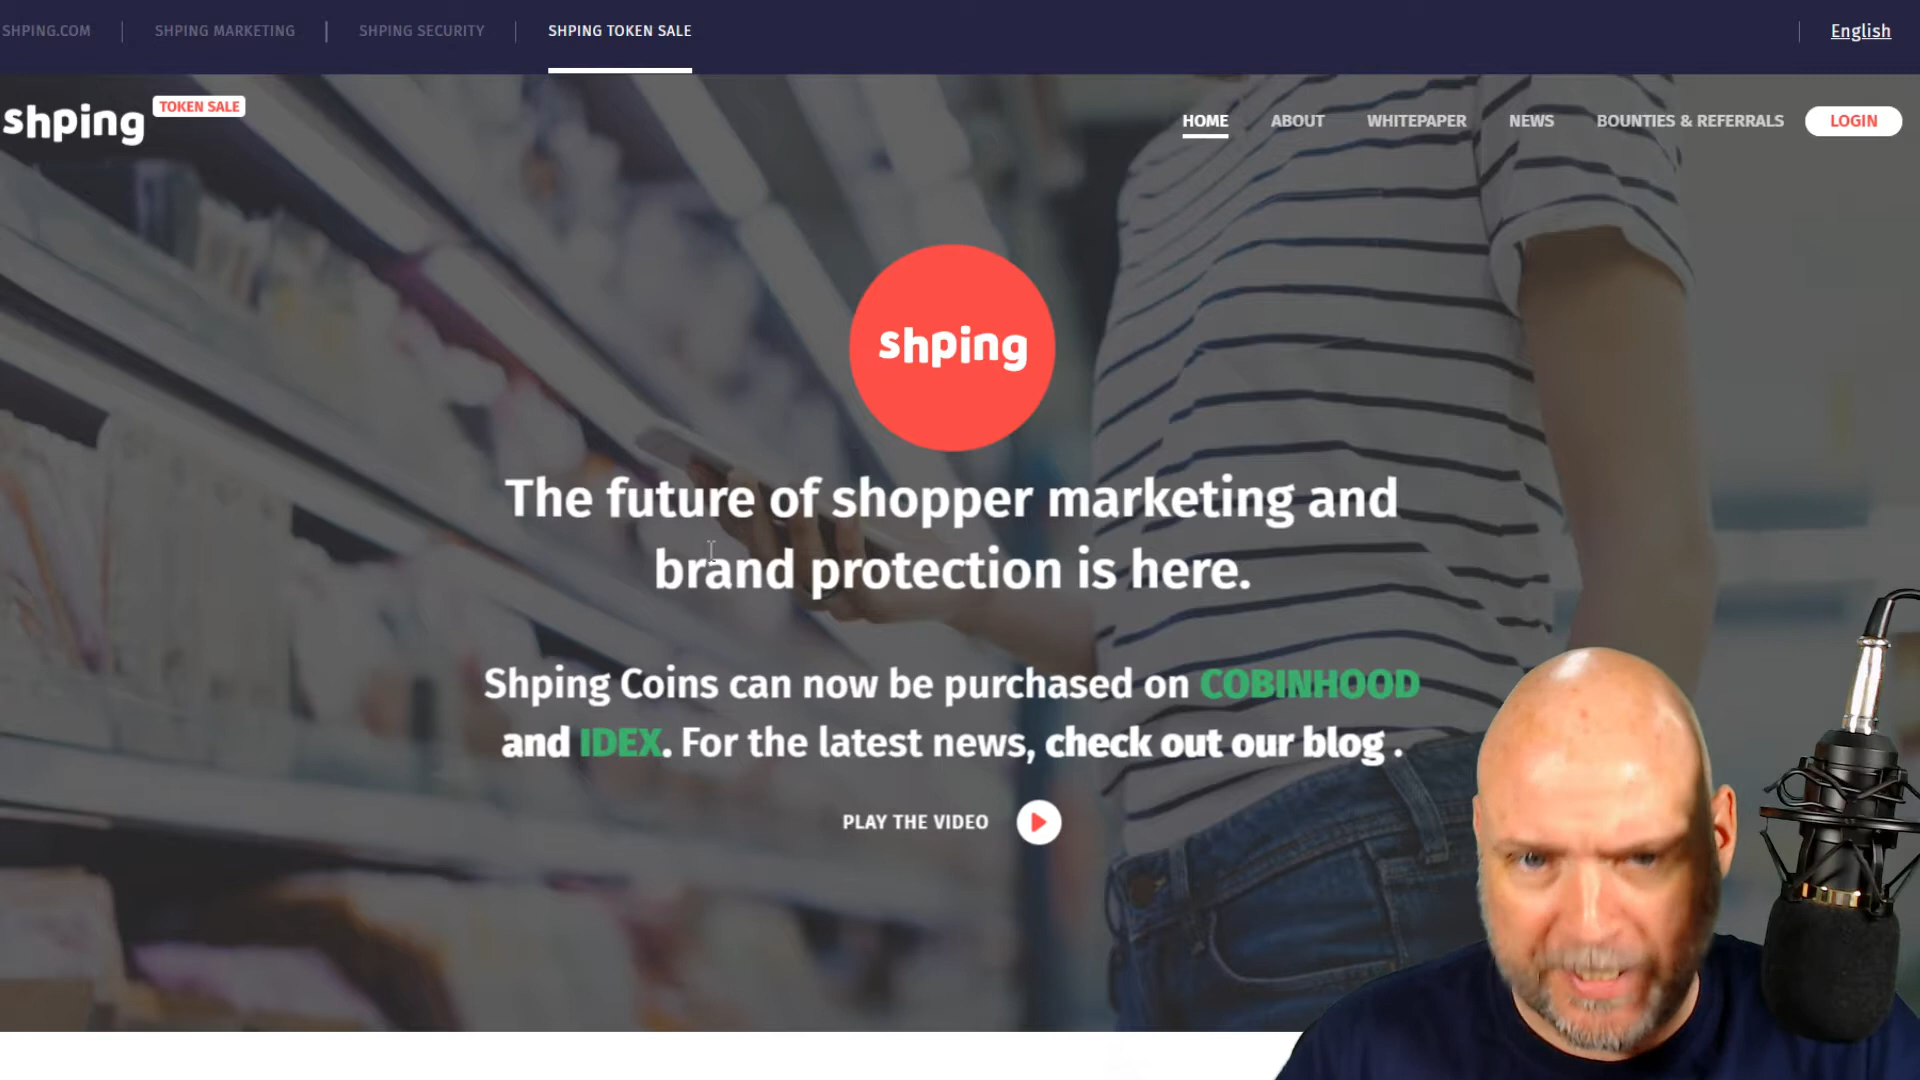 SHPING.COM
SHPING MARKETING
SHPING SECURITY
SHPING TOKEN SALE
English
shping
TOKEN SALE
HOME
ABOUT
WHITEPAPER
NEWS
BOUNTIES & REFERRALS
LOGIN
shping
The future of shopper marketing and
brand protection is here.
Shping Coins can now be purchased on COBINHOOD
and IDEX. For the latest news, check out our blog .
PLAY THE VIDEO